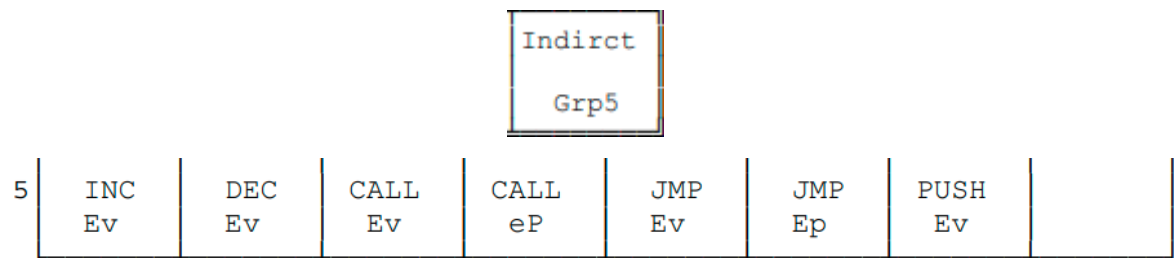 Indirct
Grp5
5 INC DEC CALL CALL JMP JMP PUSH
Ev Ev Ev eP Ev Ep Ev